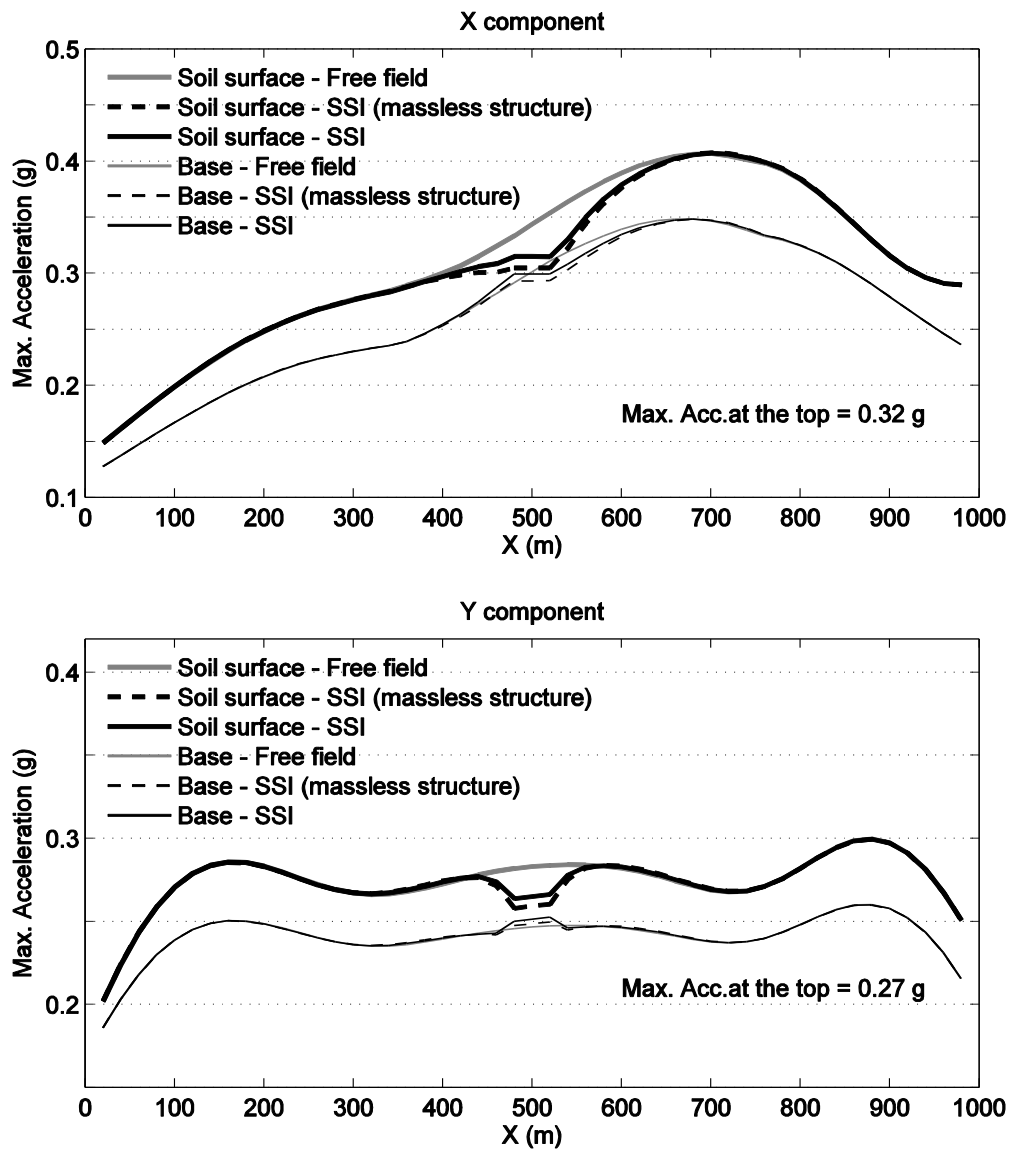 X component
0.5
0.4
0.3
0.2
0.1
Max. Acceleration (g)
Soil surface - Free field
Soil surface - SSI (massless structure)
Soil surface - SSI
Base - Free field
Base - SSI (massless structure)
Base - SSI
Max. Acc.at the top = 0.32 g
0 100 200 300 400 500 600 700 800 900 1000
X (m)
Y component
0.4
0.3
0.2
Max. Acceleration (g)
Soil surface - Free field
Soil surface - SSI (massless structure)
Soil surface - SSI
Base - Free field
Base - SSI (massless structure)
Base - SSI
Max. Acc.at the top = 0.27 g
0 100 200 300 400 500 600 700 800 900 1000
X (m)